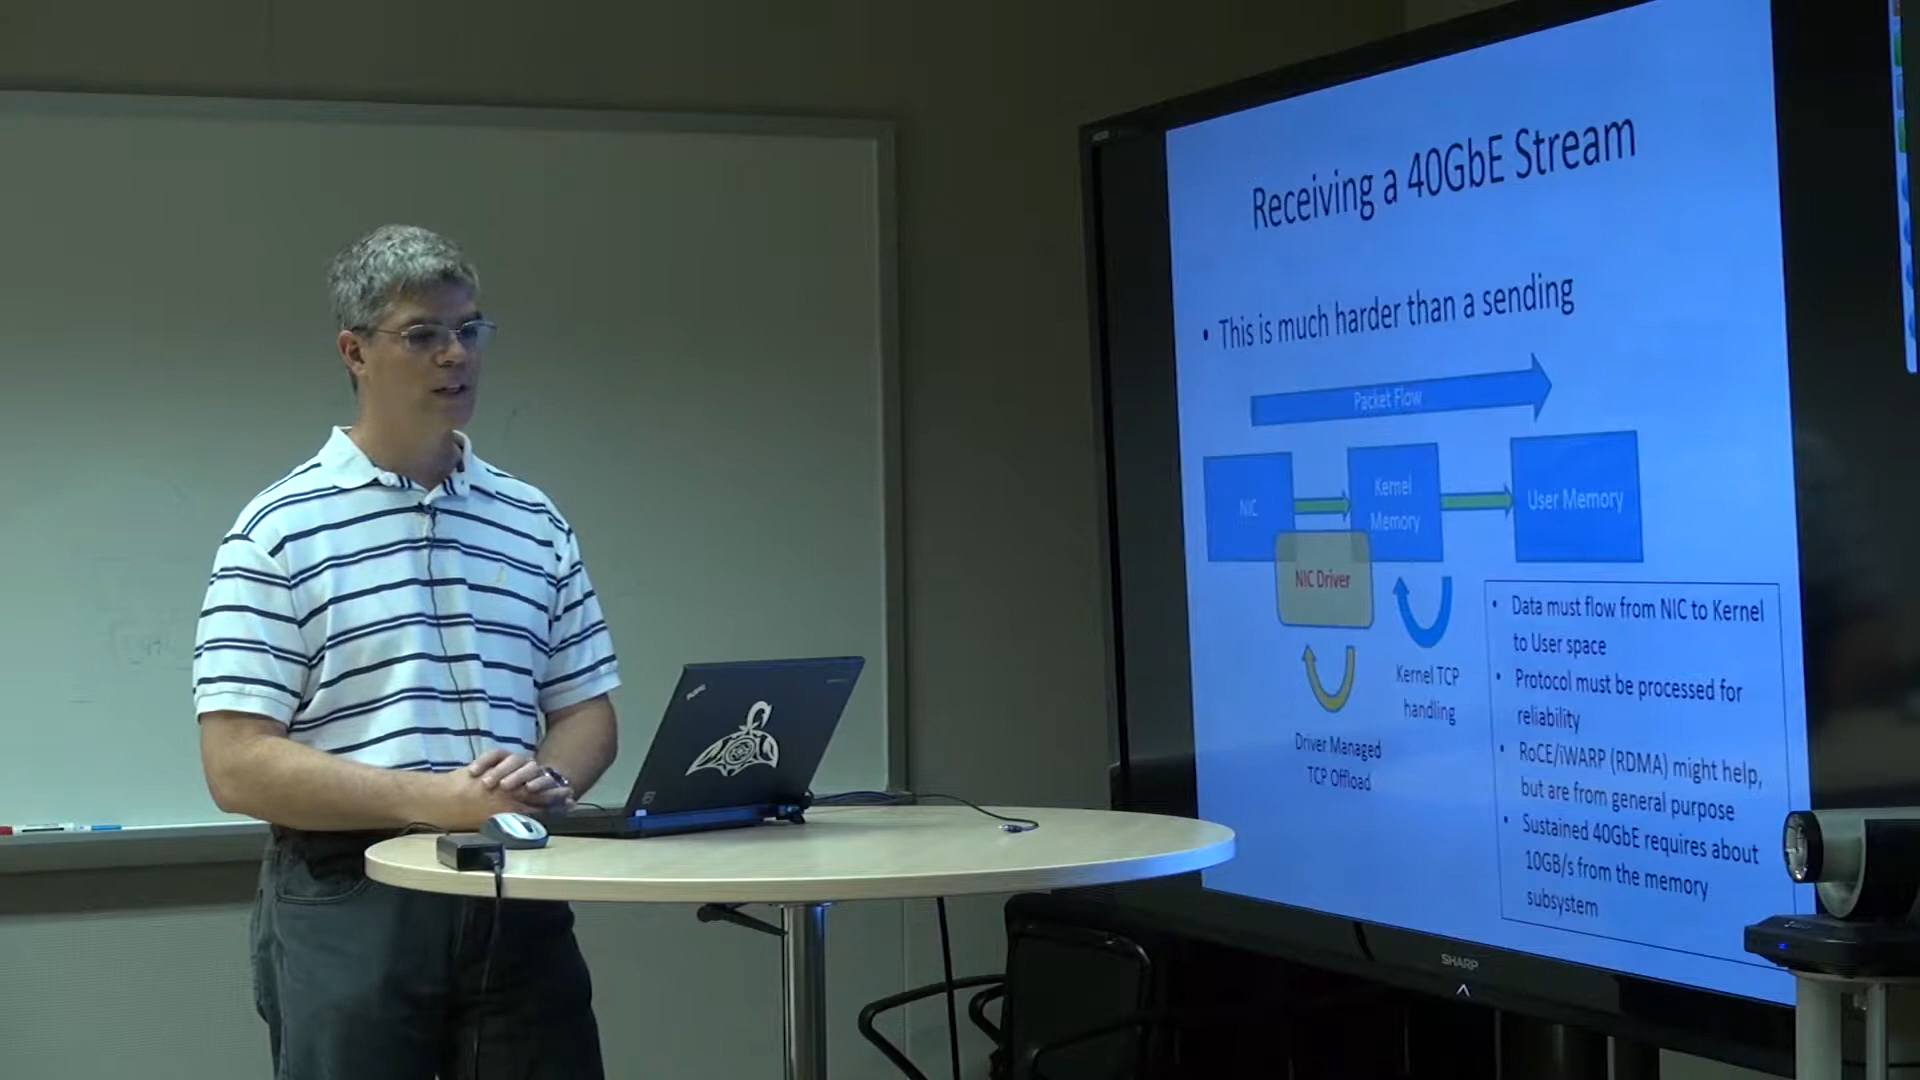 Receiving a 40GbE Stream
• This is much harder than a sending
Packet Flow
NIC
Kernel
Memory
User Memory
NIC Driver
Kernel TCP
handling
Driver Managed
TCP Offload
• Data must flow from NIC to Kernel
to User space
• Protocol must be processed for
reliability
• RoCE/iWARP (RDMA) might help,
but are from general purpose
• Sustained 40GbE requires about
10GB/s from the memory
subsystem
SHARP